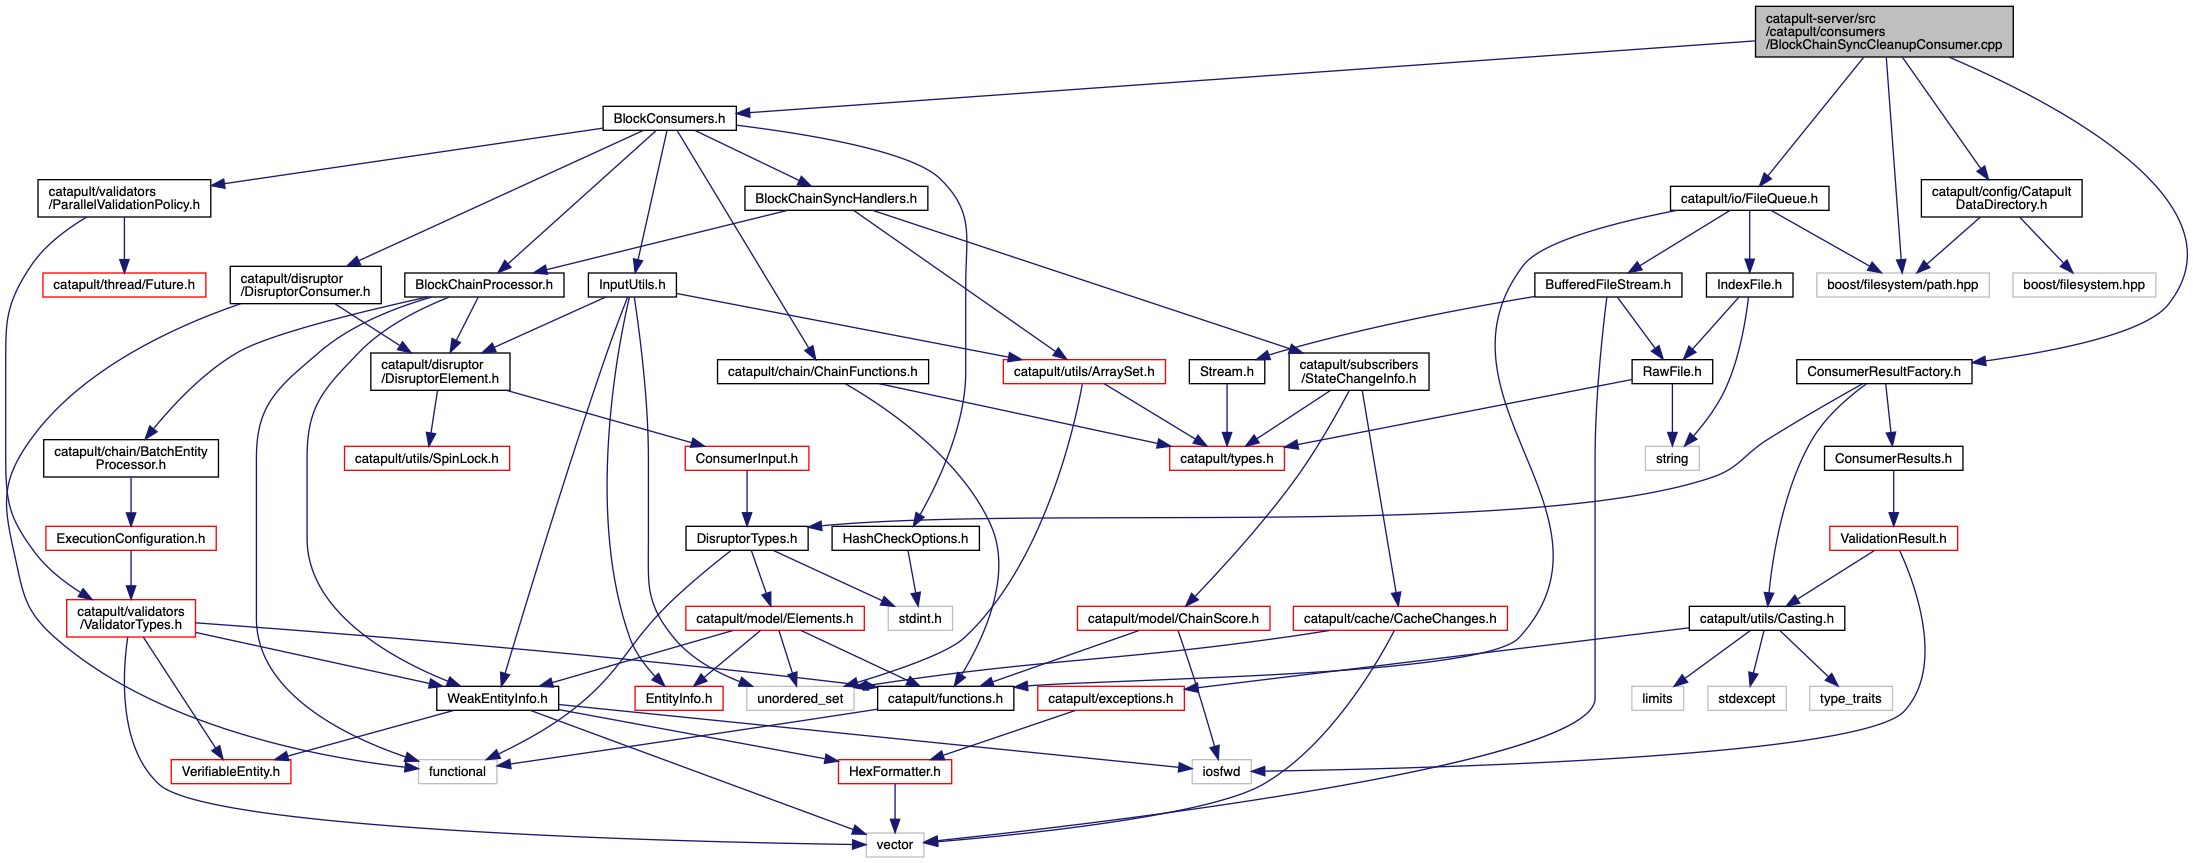 catapult-server/src
/catapult/consumers
/BlockChainSyncCleanupConsumer.cpp
BlockConsumers.h
catapult/validators
/ParallelValidationPolicy.h
BlockChainSyncHandlers.h
catapult/io/FileQueue.h
catapult/config/Catapult
DataDirectory.h
catapult/thread/Future.h
catapult/disruptor
/DisruptorConsumer.h
BlockChainProcessor.h
InputUtils.h
BufferedFileStream.h
IndexFile.h
boost/filesystem/path.hpp
boost/filesystem.hpp
catapult/disruptor
/DisruptorElement.h
catapult/chain/ChainFunctions.h
catapult/utils/ArraySet.h
Stream.h
catapult/subscribers
/StateChangeInfo.h
RawFile.h
ConsumerResultFactory.h
catapult/chain/BatchEntity
Processor.h
catapult/utils/SpinLock.h
ConsumerInput.h
catapult/types.h
string
ConsumerResults.h
ExecutionConfiguration.h
DisruptorTypes.h
HashCheckOptions.h
ValidationResult.h
catapult/validators
/ValidatorTypes.h
catapult/model/Elements.h
stdint.h
catapult/model/ChainScore.h
catapult/cache/CacheChanges.h
catapult/utils/Casting.h
WeakEntityInfo.h
EntityInfo.h
unordered_set
catapult/functions.h
catapult/exceptions.h
limits
stdexcept
type_traits
VerifiableEntity.h
functional
HexFormatter.h
iosfwd
vector